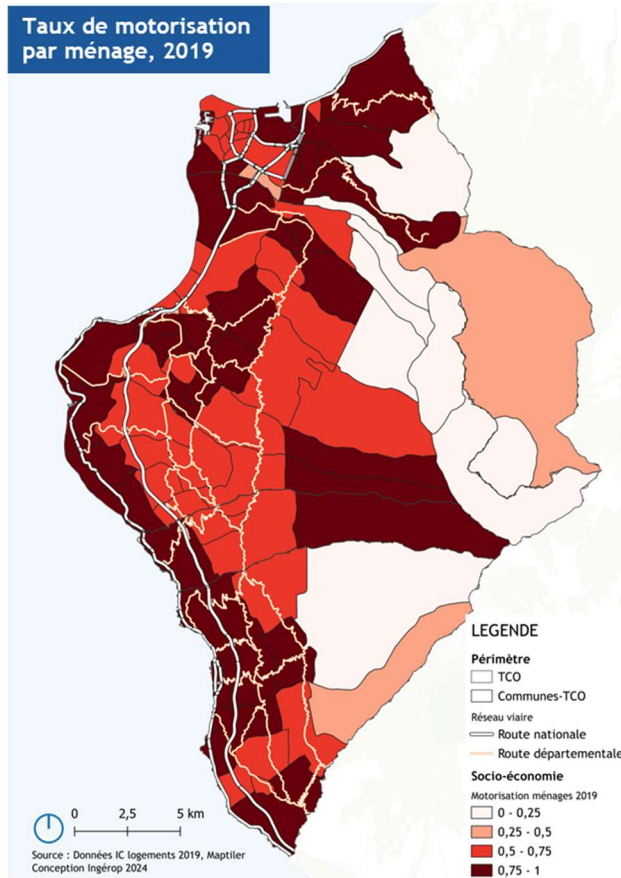 Taux de motorisation
par ménage, 2019
LEGENDE
Périmètre
TCO
Communes-TCO
Réseau viaire
Route nationale
Route départementale
Socio-économie
Motorisation ménages 2019
0 - 0,25
0,25 - 0,5
0,5 - 0,75
0,75 - 1
0 2,5 5 km
Source : Données IC logements 2019, Maptiler
Conception Ingérop 2024